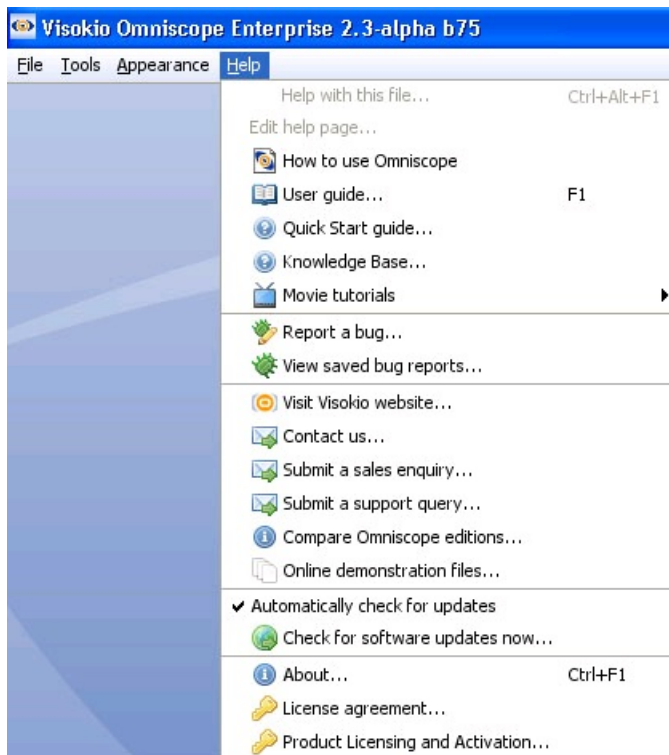 Visokio Omniscope Enterprise 2.3-alpha b75
File Tools Appearance Help
Help with this file... Ctrl+Alt+F1
Edit help page...
How to use Omniscope
User guide... F1
Quick Start guide...
Knowledge Base...
Movie tutorials
Report a bug...
View saved bug reports...
Visit Visokio website...
Contact us...
Submit a sales enquiry...
Submit a support query...
Compare Omniscope editions...
Online demonstration files...
Automatically check for updates
Check for software updates now...
About... Ctrl+F1
License agreement...
Product Licensing and Activation...